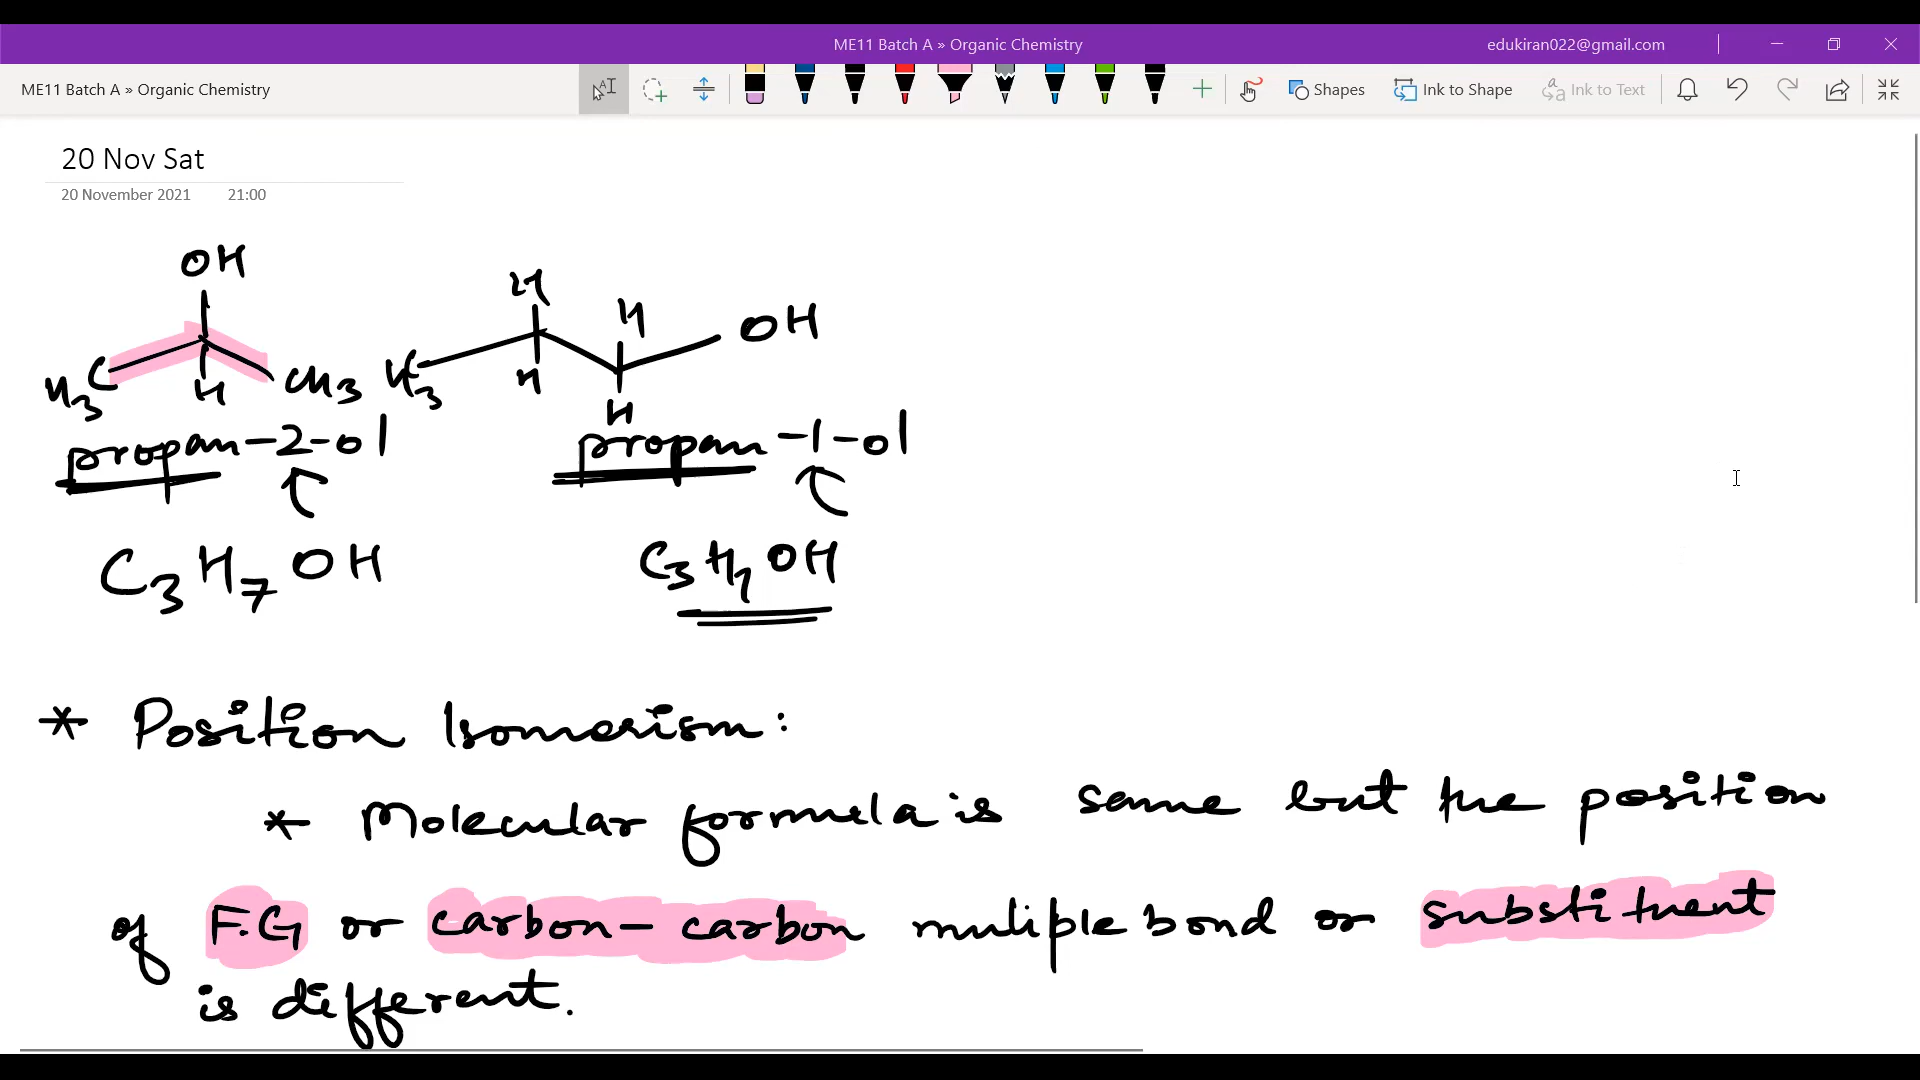 ME11 Batch A » Organic Chemistry
edukiran022@gmail.com
ME11 Batch A » Organic Chemistry
Shapes
Ink to Shape
Ink to Text
20 Nov Sat
20 November 2021 21:00
OH
H3C H CH3
propan-2-ol
C3H7OH
H H OH
H3C H H
propan-1-ol
C3H7OH
* Position Isomerism:
* Molecular formula is same but the position
of F.G or carbon-carbon muliple bond or substituent
is different.